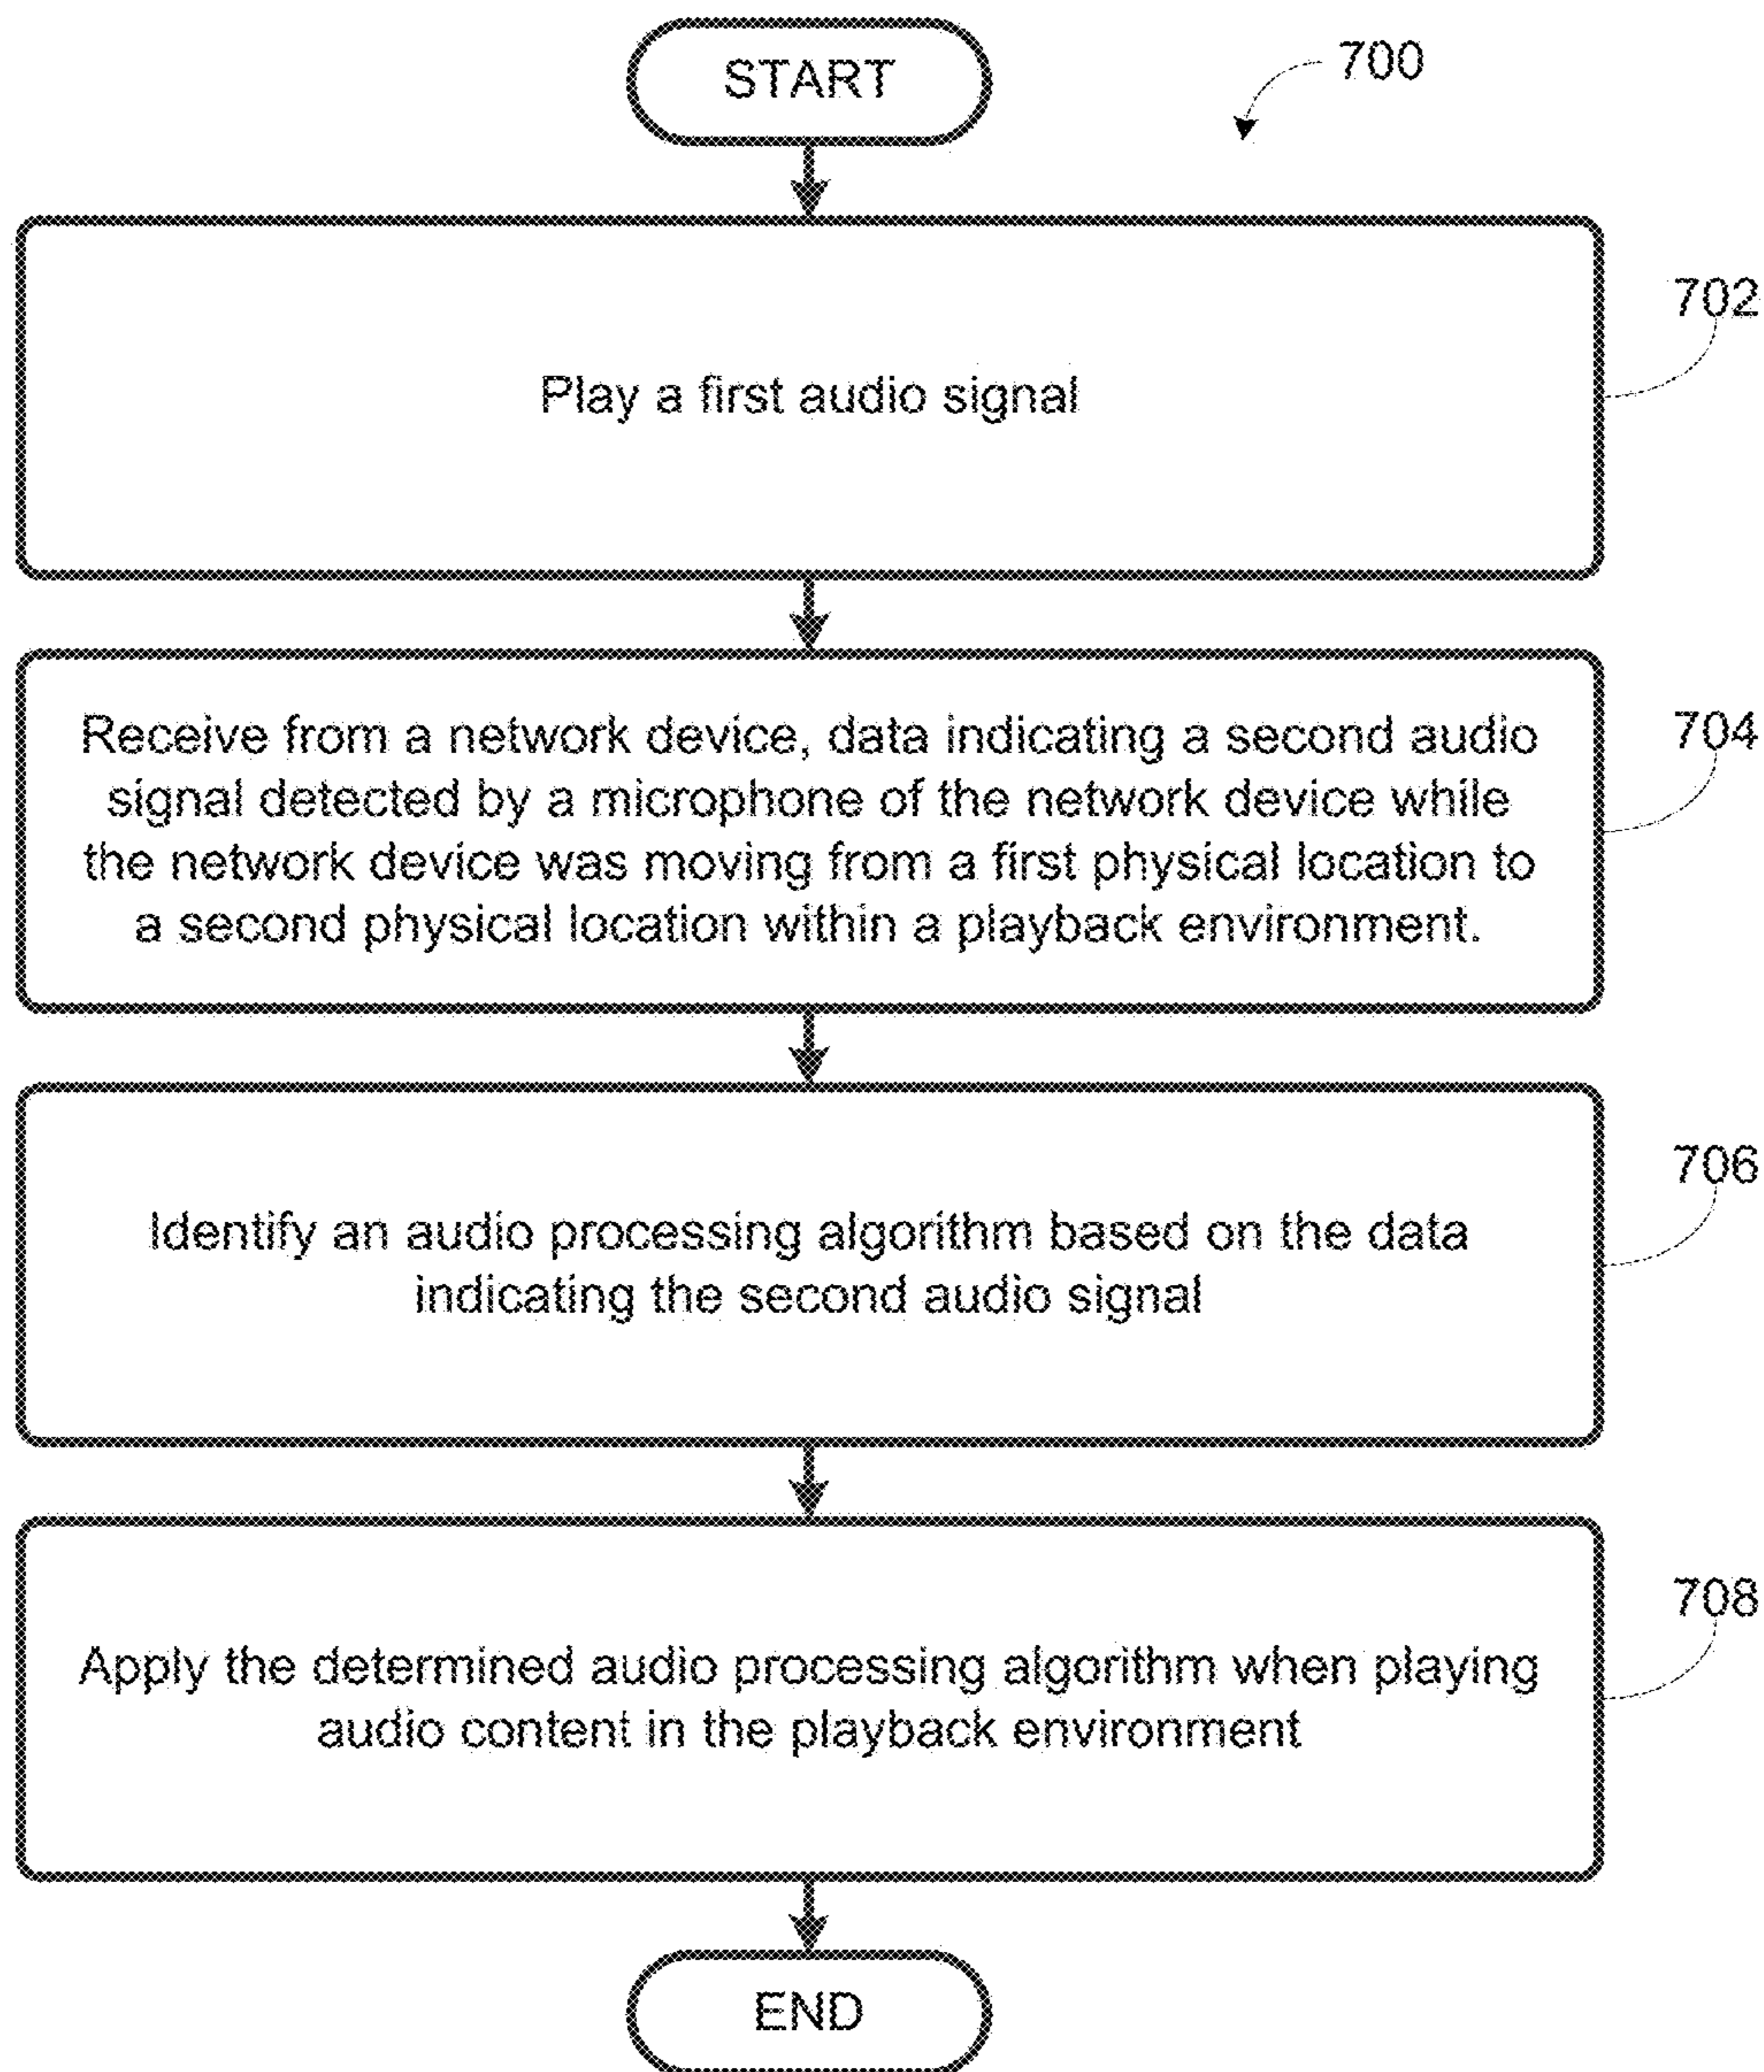 START
700
702
Play a first audio signal
704
Receive from a network device, data indicating a second audio
signal detected by a microphone of the network device while
the network device was moving from a first physical location to
a second physical location within a playback environment.
706
Identify an audio processing algorithm based on the data
indicating the second audio signal
708
Apply the determined audio processing algorithm when playing
audio content in the playback environment
END